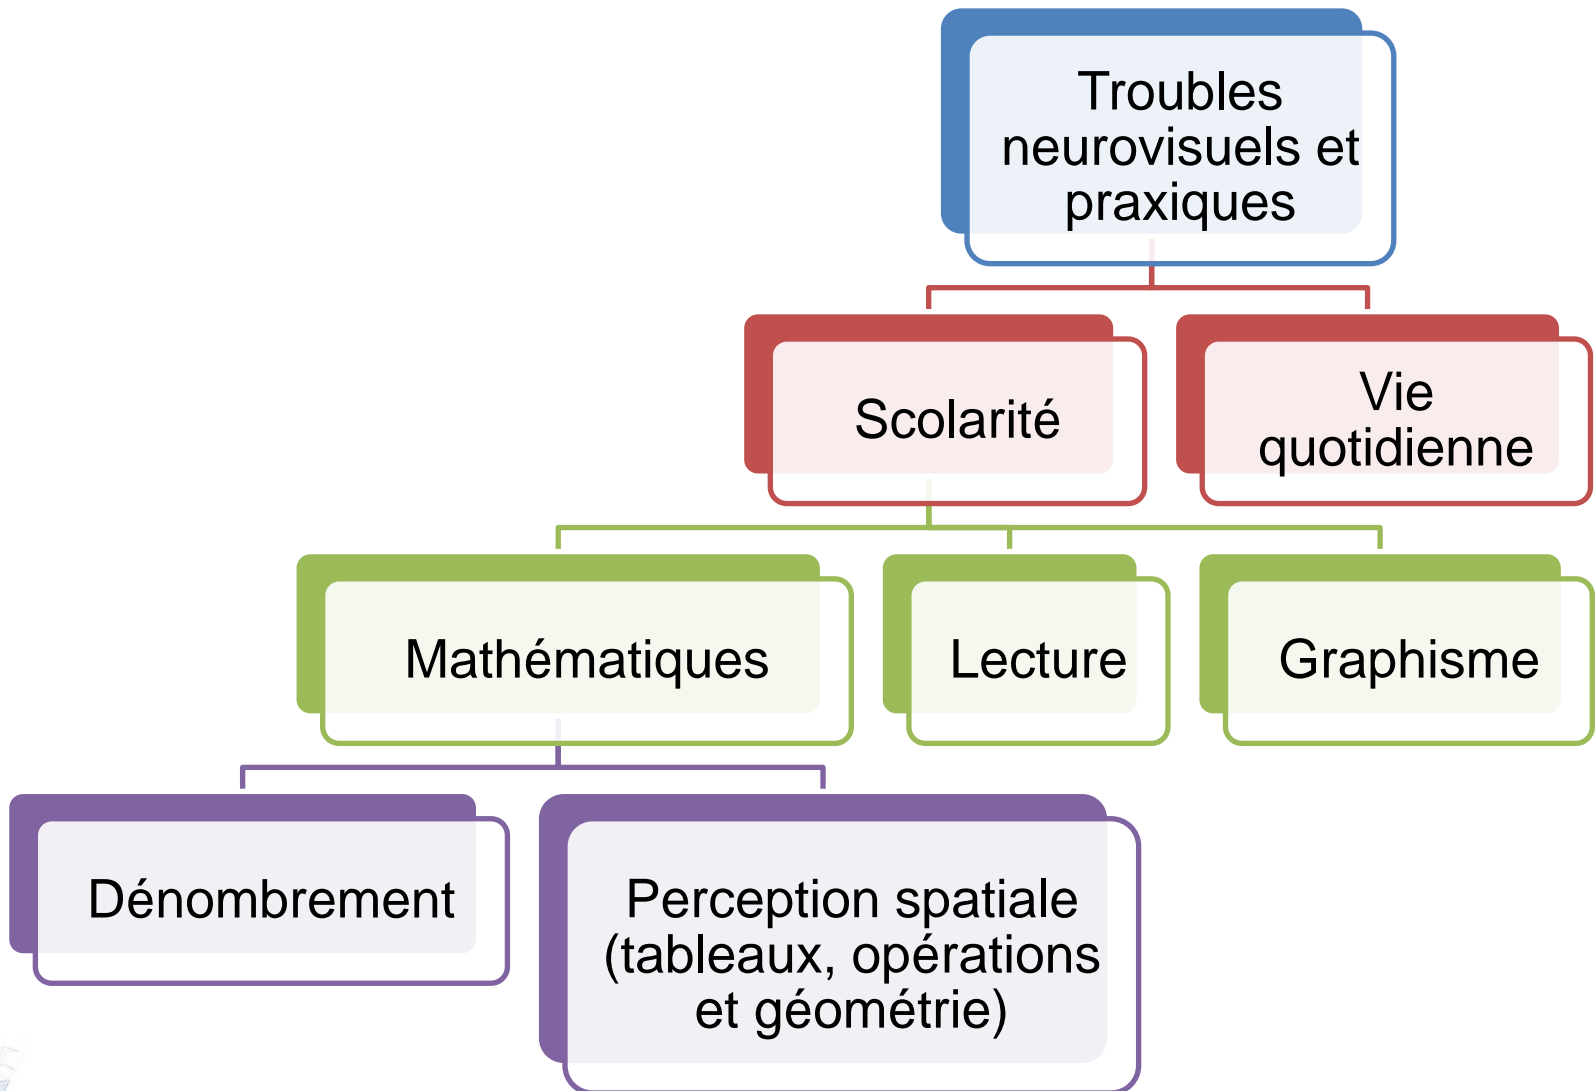 Troubles
neurovisuels et
praxiques
Scolarité
Vie
quotidienne
Mathématiques
Lecture
Graphisme
Dénombrement
Perception spatiale
(tableaux, opérations
et géométrie)